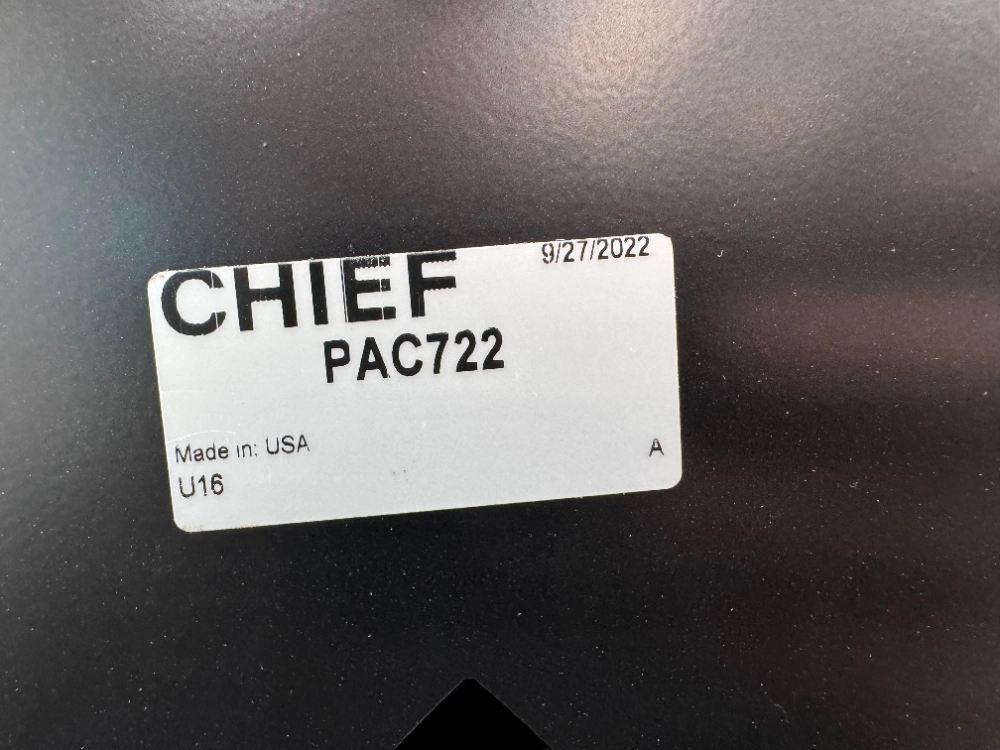 9/27/2022
CHIEF
PAC722
Made in: USA
U16
A